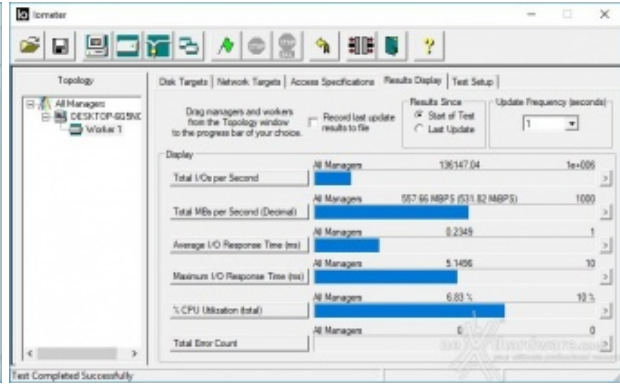 Iometer
Topology
All Managers
DESKTOP-6G5NC
Worker 1
Disk Targets Network Targets Access Specifications Results Display Test Setup
Drag managers and workers
from the Topology window
to the progress bar of your choice.
Record last update
results to file
Results Since
Start of Test
Last Update
Update Frequency (seconds)
1
Display
All Managers 136147.04 1e+006
Total I/Os per Second
All Managers 557.66 MBPS (531.82 MiBPS) 1000
Total MBs per Second (Decimal)
All Managers 0.2349 1
Average I/O Response Time (ms)
All Managers 5.1496 10
Maximum I/O Response Time (ms)
All Managers 6.83 % 10 %
% CPU Utilization (total)
All Managers 0 0
Total Error Count
Test Completed Successfully